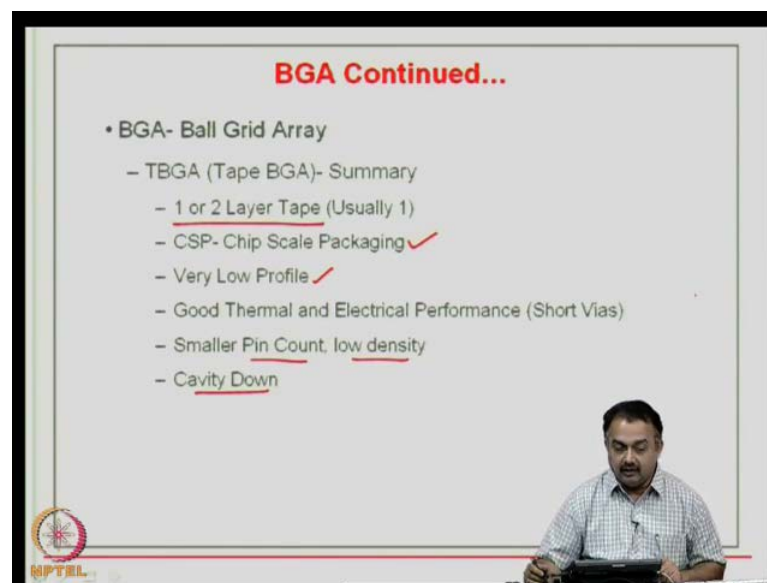 BGA Continued...
• BGA- Ball Grid Array
– TBGA (Tape BGA)- Summary
– 1 or 2 Layer Tape (Usually 1)
– CSP- Chip Scale Packaging
– Very Low Profile
– Good Thermal and Electrical Performance (Short Vias)
– Smaller Pin Count, low density
– Cavity Down
NPTEL